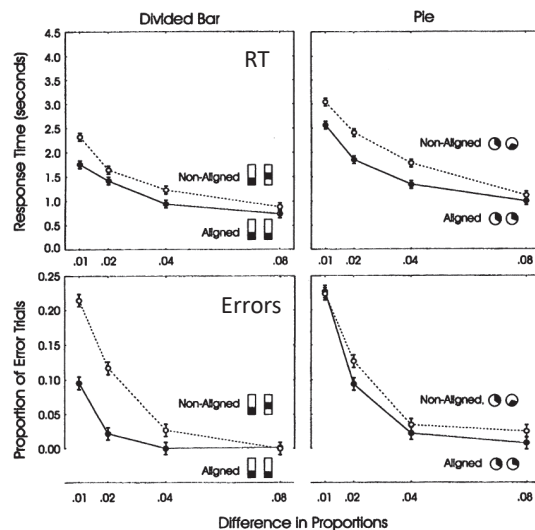 Divided Bar
Pie
Response Time (seconds)
4.5
4.0
3.5
3.0
2.5
2.0
1.5
1.0
0.5
0.0
RT
Non-Aligned
Aligned
.01 .02 .04 .08
Non-Aligned
Aligned
.01 .02 .04 .08
Proportion of Error Trials
0.25
0.20
0.15
0.10
0.05
0.00
Errors
Non-Aligned
Aligned
.01 .02 .04 .08
Non-Aligned.
Aligned
.01 .02 .04 .08
Difference in Proportions